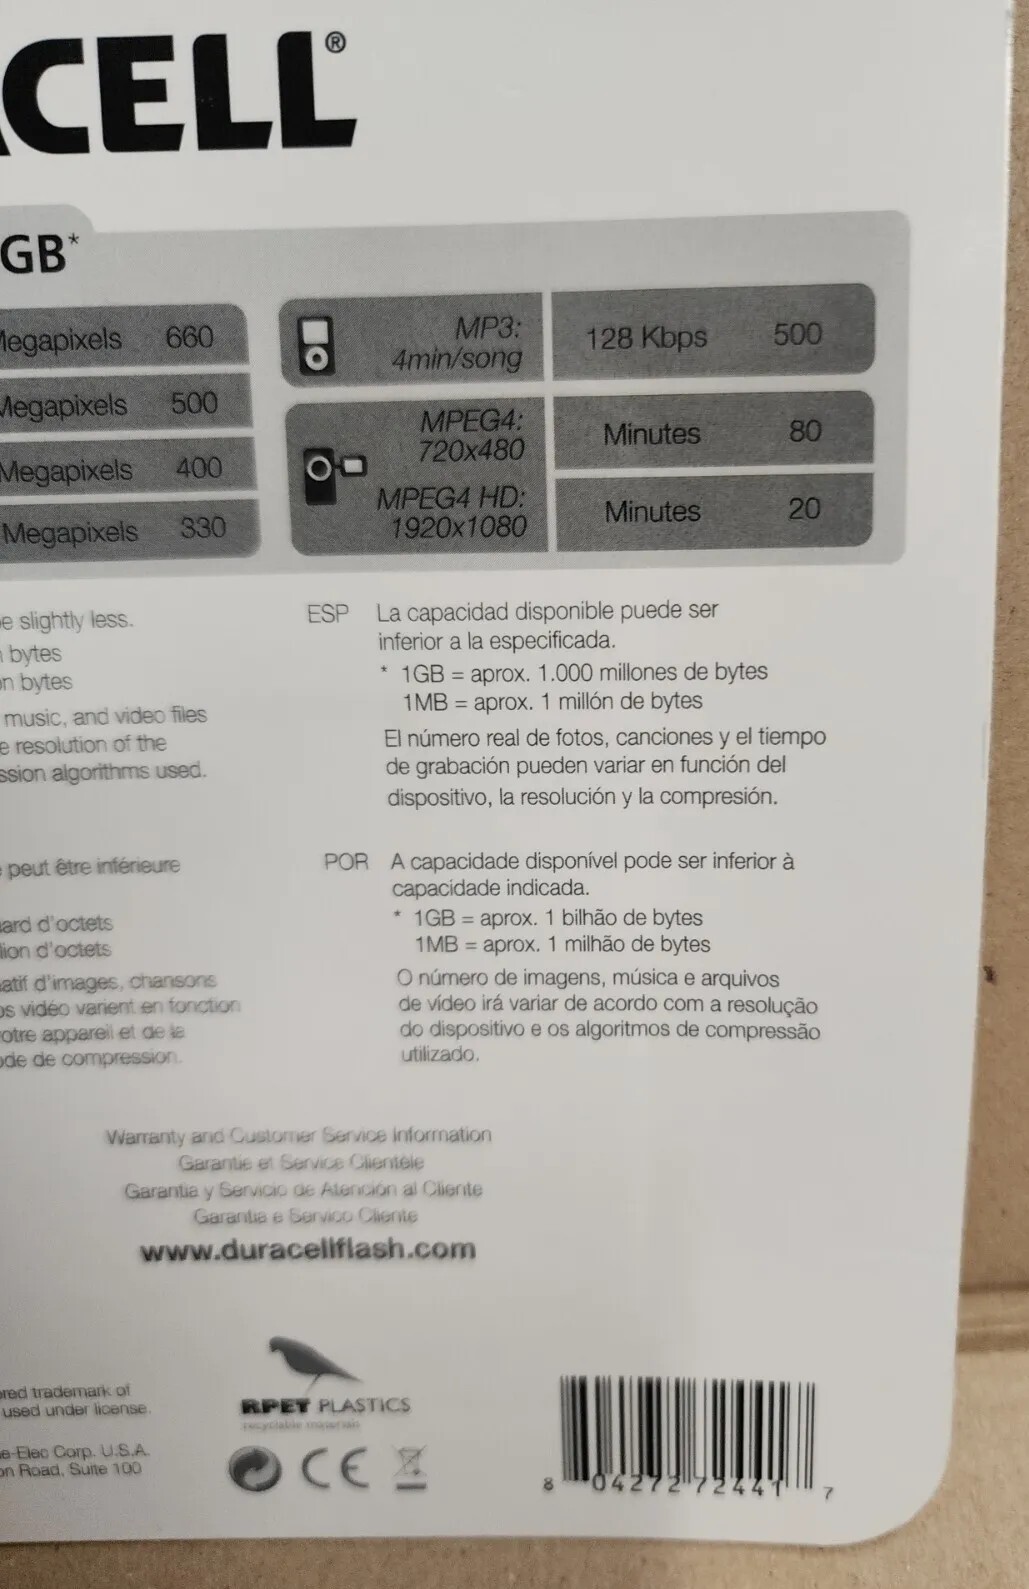 CELL®
GB*
Megapixels 660
Megapixels 500
Megapixels 400
Megapixels 330
MP3:
4min/song
128 Kbps 500
MPEG4:
720x480
Minutes 80
MPEG4 HD:
1920x1080
Minutes 20
slightly less.
bytes
bytes
music, and video files
resolution of the
algorithms used.
peut être inférieure
d'octets
d'octets
d'images, chansons
vidéo varient en fonction
appareil et de la
de compression.
ESP La capacidad disponible puede ser
inferior a la especificada.
* 1GB = aprox. 1.000 millones de bytes
1MB = aprox. 1 millón de bytes
El número real de fotos, canciones y el tiempo
de grabación pueden variar en función del
dispositivo, la resolución y la compresión.
POR A capacidade disponível pode ser inferior à
capacidade indicada.
* 1GB = aprox. 1 bilhão de bytes
1MB = aprox. 1 milhão de bytes
O número de imagens, música e arquivos
de vídeo irá variar de acordo com a resolução
do dispositivo e os algoritmos de compressão
utilizado.
Warranty and Customer Service Information
Garantie et Service Clientèle
Garantia y Servicio de Atención al Cliente
Garantia e Servico Cliente
www.duracellflash.com
trademark of
used under license.
Corp. U.S.A.
Road, Suite 100
RPET PLASTICS
recyclable materials
CE
8 04272 72441 7